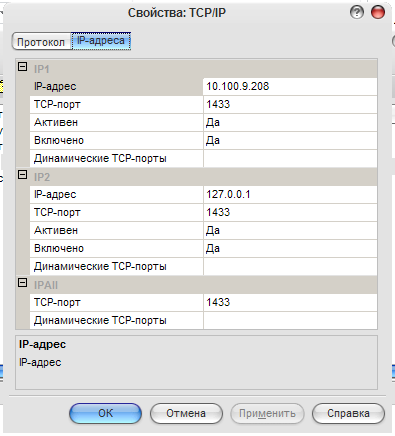 Свойства: TCP/IP
Протокол IP-адреса
IP1
IP-адрес 10.100.9.208
TCP-порт 1433
Активен Да
Включено Да
Динамические TCP-порты
IP2
IP-адрес 127.0.0.1
TCP-порт 1433
Активен Да
Включено Да
Динамические TCP-порты
IPAll
TCP-порт 1433
Динамические TCP-порты
IP-адрес
IP-адрес
ОК Отмена Применить Справка